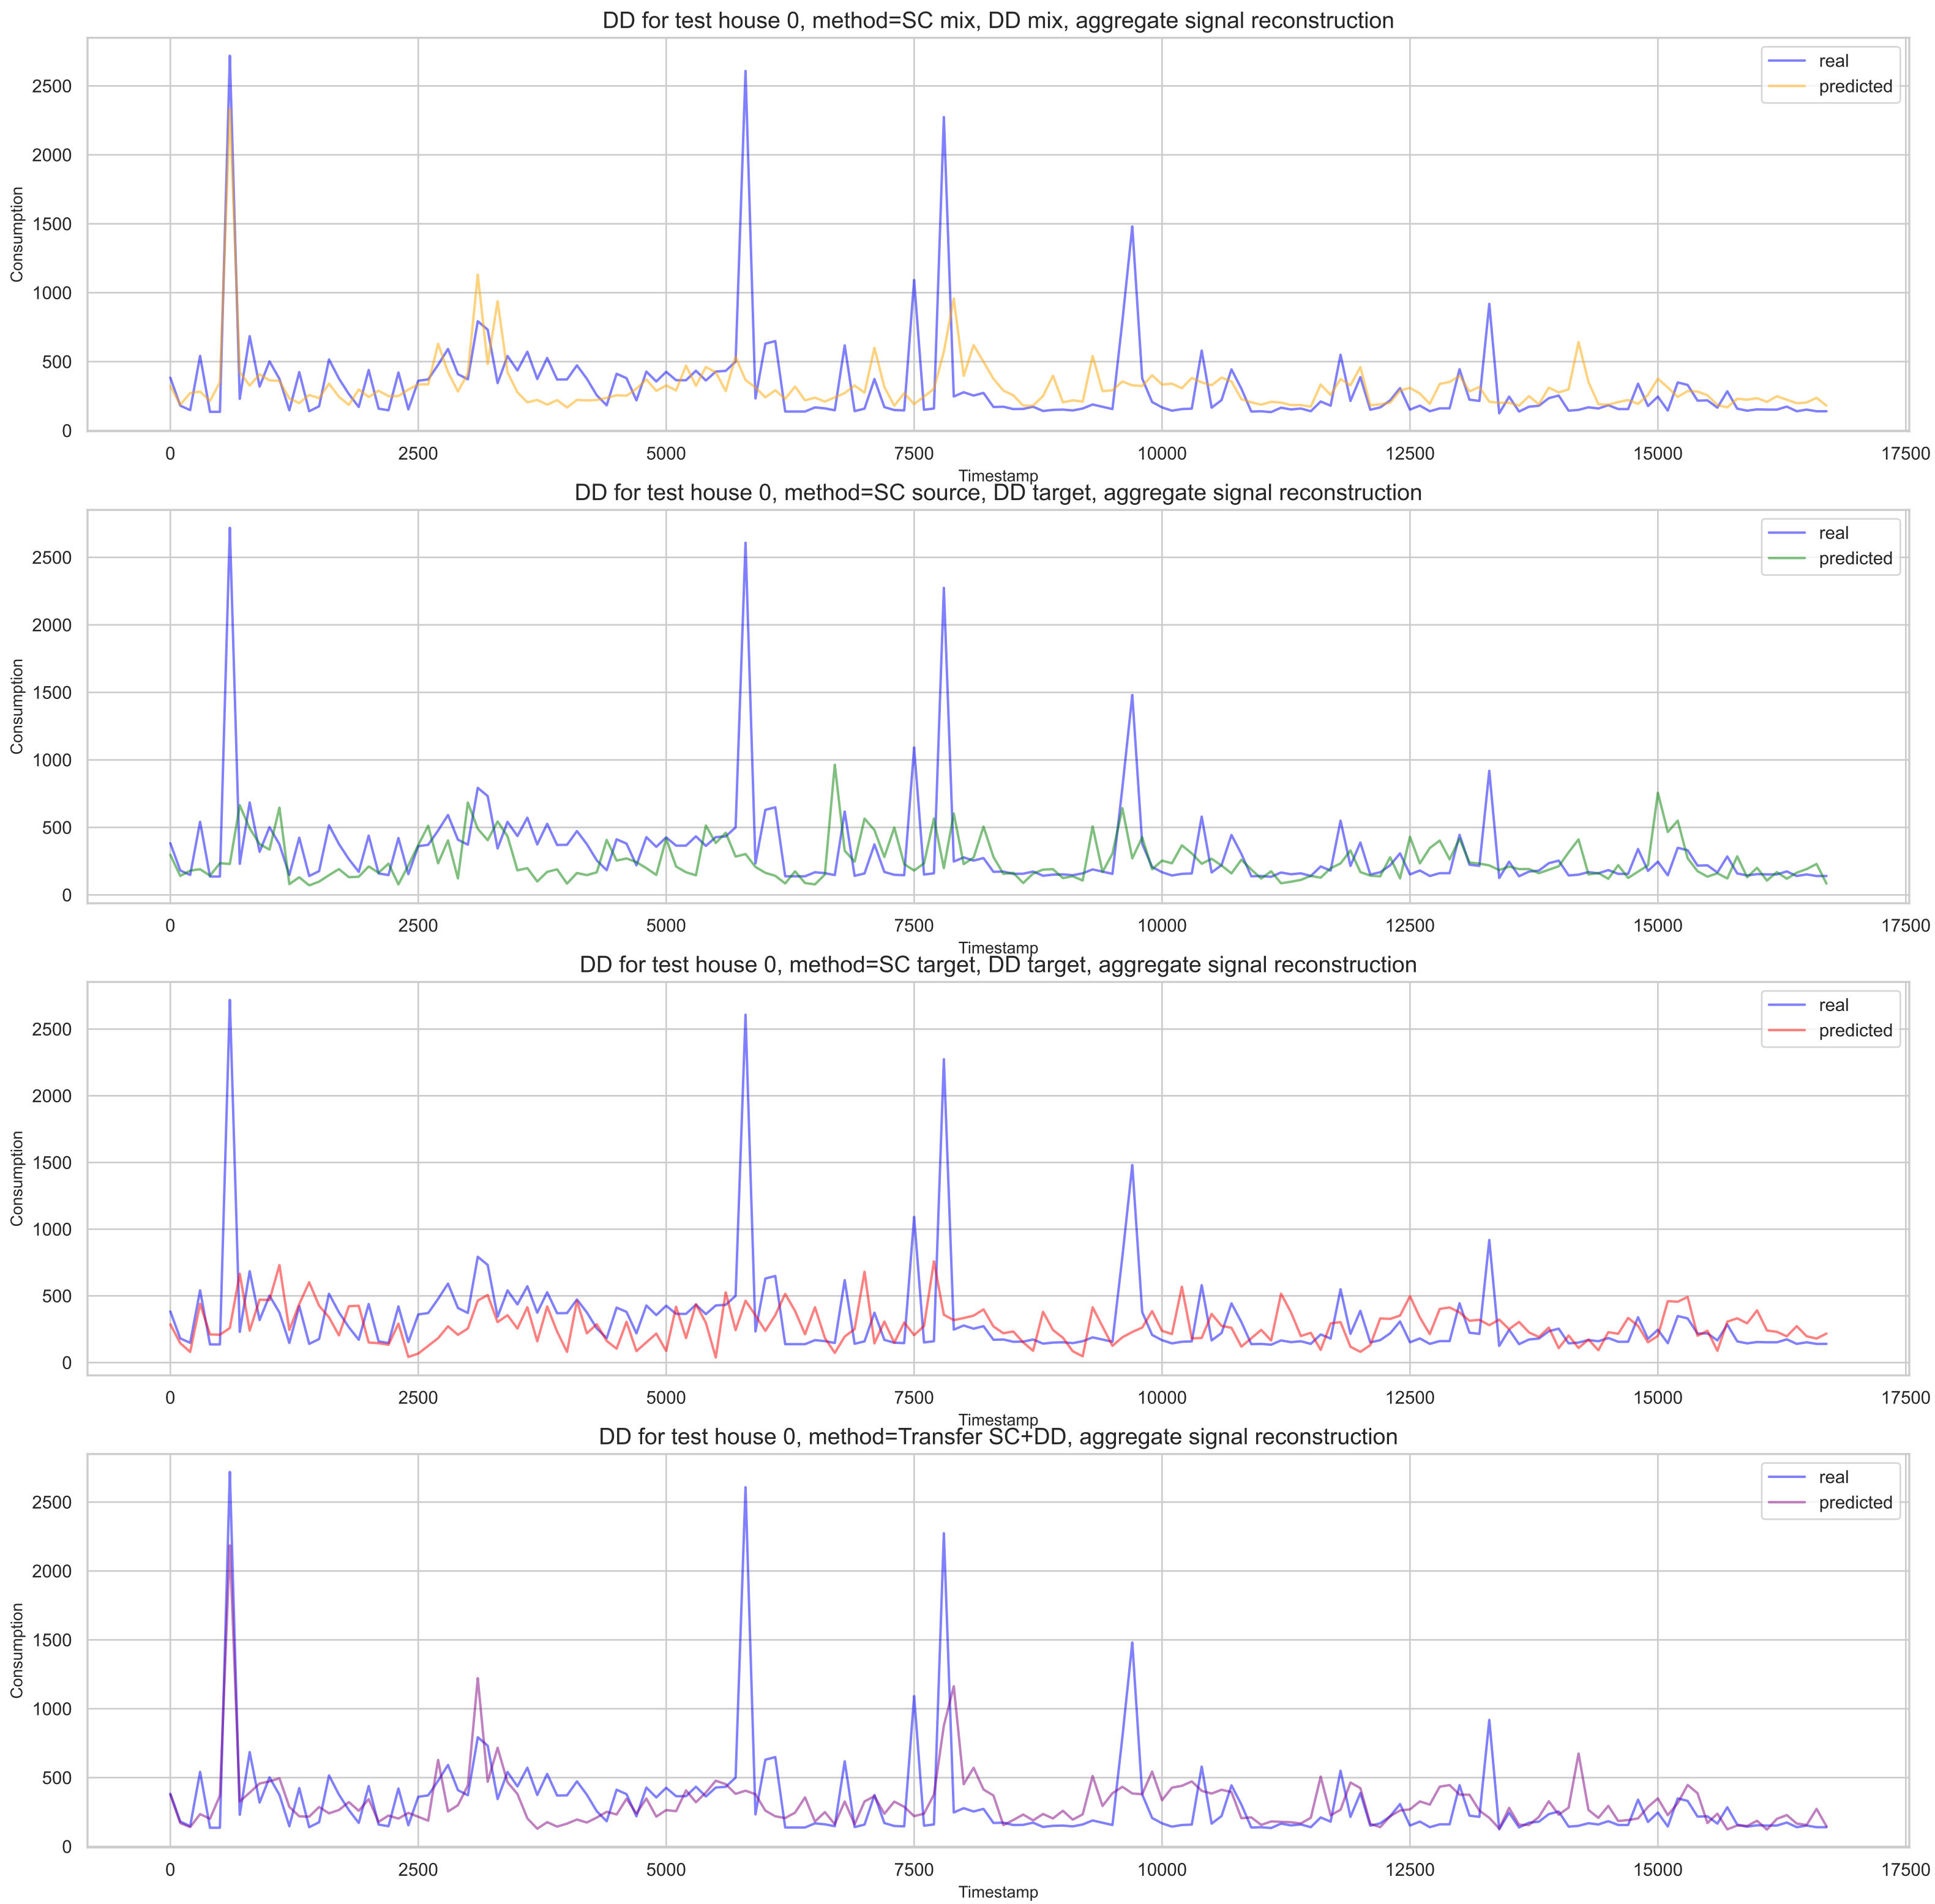 DD for test house 0, method=SC mix, DD mix, aggregate signal reconstruction
real
predicted
2500
2000
1500
1000
500
0
Consumption
0 2500 5000 7500 10000 12500 15000 17500
Timestamp
DD for test house 0, method=SC source, DD target, aggregate signal reconstruction
real
predicted
2500
2000
1500
1000
500
0
Consumption
0 2500 5000 7500 10000 12500 15000 17500
Timestamp
DD for test house 0, method=SC target, DD target, aggregate signal reconstruction
real
predicted
2500
2000
1500
1000
500
0
Consumption
0 2500 5000 7500 10000 12500 15000 17500
Timestamp
DD for test house 0, method=Transfer SC+DD, aggregate signal reconstruction
real
predicted
2500
2000
1500
1000
500
0
Consumption
0 2500 5000 7500 10000 12500 15000 17500
Timestamp